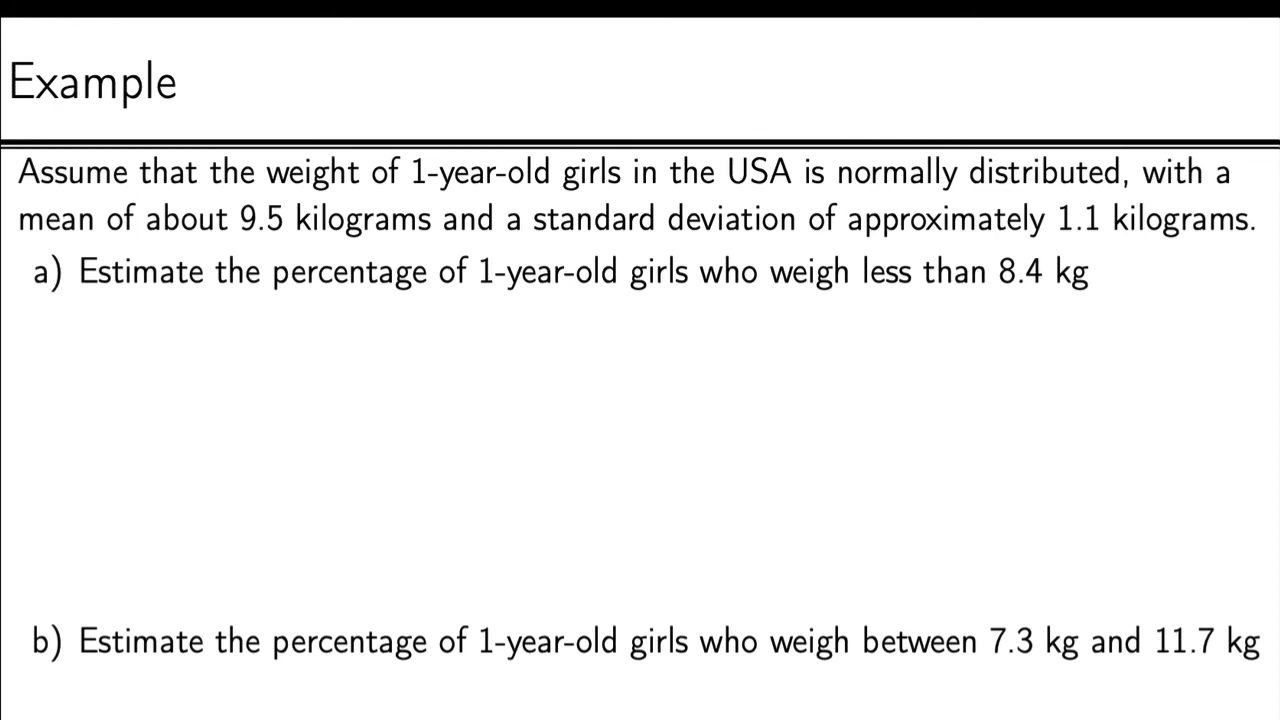 Example
Assume that the weight of 1-year-old girls in the USA is normally distributed, with a
mean of about 9.5 kilograms and a standard deviation of approximately 1.1 kilograms.
a) Estimate the percentage of 1-year-old girls who weigh less than 8.4 kg
b) Estimate the percentage of 1-year-old girls who weigh between 7.3 kg and 11.7 kg